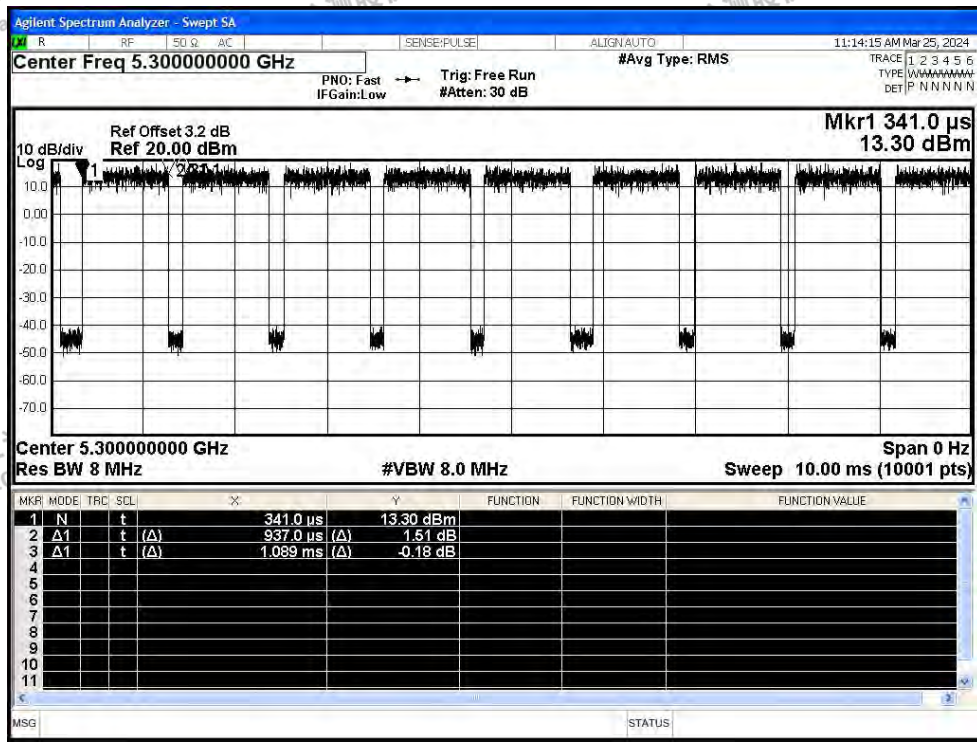 Agilent Spectrum Analyzer - Swept SA
R RF 50 Ω AC SENSE:PULSE ALIGN AUTO 11:14:15 AM Mar 25, 2024
Center Freq 5.300000000 GHz
#Avg Type: RMS
TRACE 1 2 3 4 5 6
TYPE
DET P N N N N N
PNO: Fast
IFGain:Low
Trig: Free Run
#Atten: 30 dB
Mkr1 341.0 µs
13.30 dBm
Ref Offset 3.2 dB
10 dB/div Ref 20.00 dBm
Log
1
10.0
0.00
-10.0
-20.0
-30.0
-40.0
-50.0
-60.0
-70.0
Center 5.300000000 GHz Span 0 Hz
Res BW 8 MHz #VBW 8.0 MHz Sweep 10.00 ms (10001 pts)
MKR MODE TRC SCL X Y FUNCTION FUNCTION WIDTH FUNCTION VALUE
1 N t 341.0 µs 13.30 dBm
2 Δ1 t (Δ) 937.0 µs (Δ) 1.51 dB
3 Δ1 t (Δ) 1.089 ms (Δ) -0.18 dB
4
5
6
7
8
9
10
11
MSG STATUS